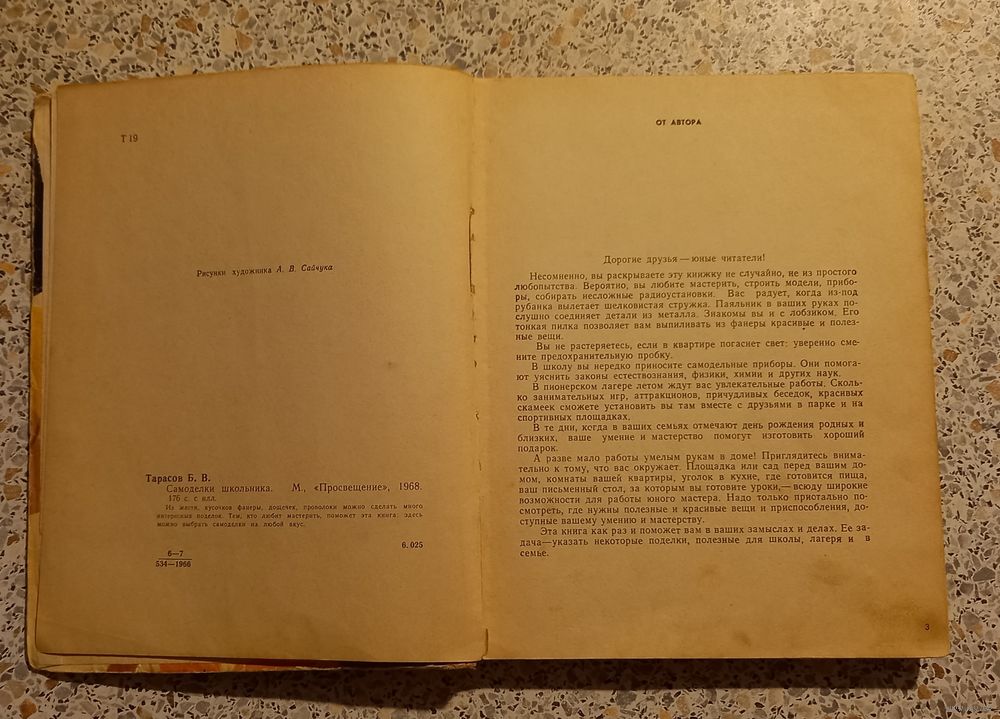 Т 19
Рисунки художника А. В. Сайчука
Тарасов Б. В.
Самоделки школьника. М., «Просвещение», 1968.
176 с. с илл.
Из жести, кусочков фанеры, дощечек, проволоки можно сделать много
интересных поделок. Тем, кто любит мастерить, поможет эта книга; здесь
можно выбрать самоделки на любой вкус.
6—7
534—1966
6.025
ОТ АВТОРА
Дорогие друзья — юные читатели!
Несомненно, вы раскрываете эту книжку не случайно, не из простого
любопытства. Вероятно, вы любите мастерить, строить модели, прибо-
ры, собирать несложные радиоустановки. Вас радует, когда из-под
рубанка вылетает шелковистая стружка. Паяльник в ваших руках по-
слушно соединяет детали из металла. Знакомы вы и с лобзиком. Его
тонкая пилка позволяет вам выпиливать из фанеры красивые и полез-
ные вещи.
Вы не растеряетесь, если в квартире погаснет свет: уверенно сме-
ните предохранительную пробку.
В школу вы нередко приносите самодельные приборы. Они помога-
ют уяснить законы естествознания, физики, химии и других наук.
В пионерском лагере летом ждут вас увлекательные работы. Сколь-
ко занимательных игр, аттракционов, причудливых беседок, красивых
скамеек сможете установить вы там вместе с друзьями в парке и на
спортивных площадках.
В те дни, когда в ваших семьях отмечают день рождения родных и
близких, ваше умение и мастерство помогут изготовить хороший
подарок.
А разве мало работы умелым рукам в доме! Приглядитесь внима-
тельно к тому, что вас окружает. Площадка или сад перед вашим до-
мом, комнаты вашей квартиры, уголок в кухне, где готовится пища,
ваш письменный стол, за которым вы готовите уроки,— всюду широкие
возможности для работы юного мастера. Надо только пристально по-
смотреть, где нужны полезные и красивые вещи и приспособления, до-
ступные вашему умению и мастерству.
Эта книга как раз и поможет вам в ваших замыслах и делах. Ее за-
дача—указать некоторые поделки, полезные для школы, лагеря и в
семье.
3